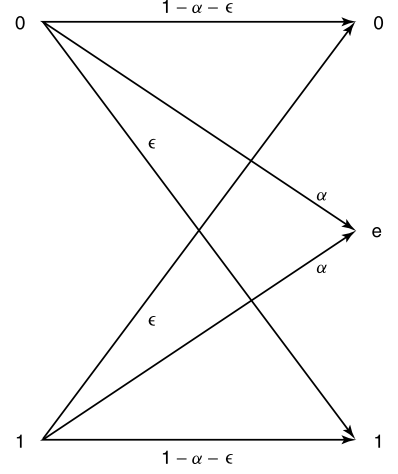 1 − α − ϵ
0 0
ϵ
α
e
α
ϵ
1 1
1 − α − ϵ